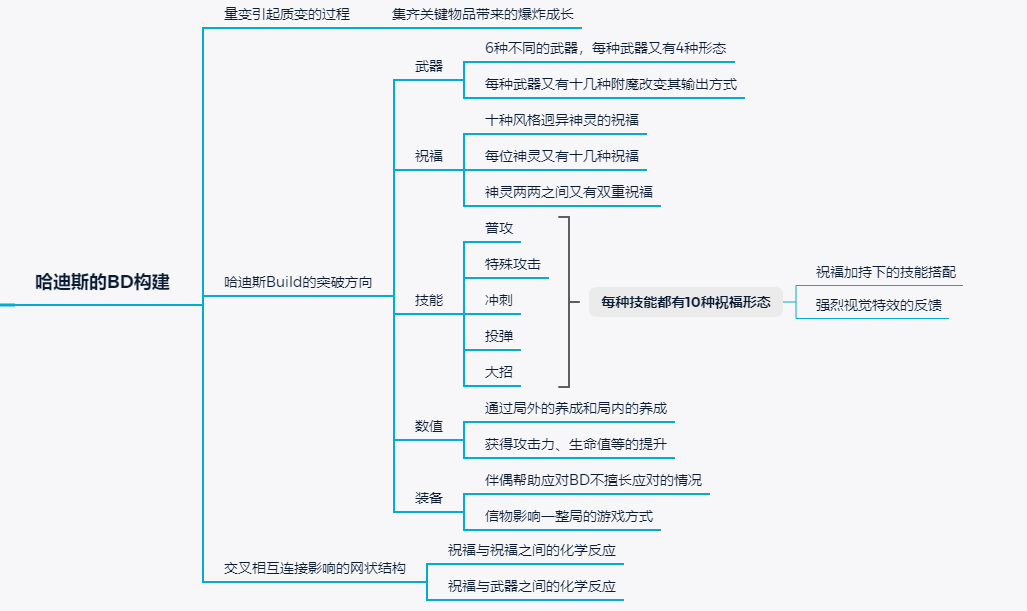 量变引起质变的过程
集齐关键物品带来的爆炸成长
哈迪斯的BD构建
哈迪斯Build的突破方向
武器
6种不同的武器，每种武器又有4种形态
每种武器又有十几种附魔改变其输出方式
祝福
十种风格迥异神灵的祝福
每位神灵又有十几种祝福
神灵两两之间又有双重祝福
技能
普攻
特殊攻击
冲刺
投弹
大招
每种技能都有10种祝福形态
祝福加持下的技能搭配
强烈视觉特效的反馈
数值
通过局外的养成和局内的养成
获得攻击力、生命值等的提升
装备
伴偶帮助应对BD不擅长应对的情况
信物影响一整局的游戏方式
交叉相互连接影响的网状结构
祝福与祝福之间的化学反应
祝福与武器之间的化学反应